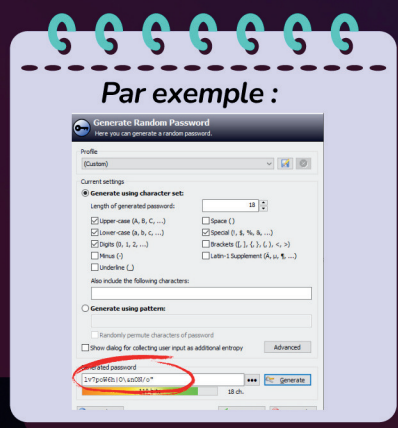 Par exemple :
Generate Random Password
Here you can generate a random password.
Profile
(Custom)
Current settings
Generate using character set:
Length of generated password: 18
Upper-case (A, B, C, ...) Space ( )
Lower-case (a, b, c, ...) Special (!, $, %, &, ...)
Digits (0, 1, 2, ...) Brackets ([, ], {, }, (, ), <, >)
Minus (-) Latin-1 Supplement (Ä, µ, ¶, ...)
Underline (_)
Also include the following characters:
Generate using pattern:
Randomly permute characters of password
Show dialog for collecting user input as additional entropy Advanced
Generated password
Generate
18 ch.